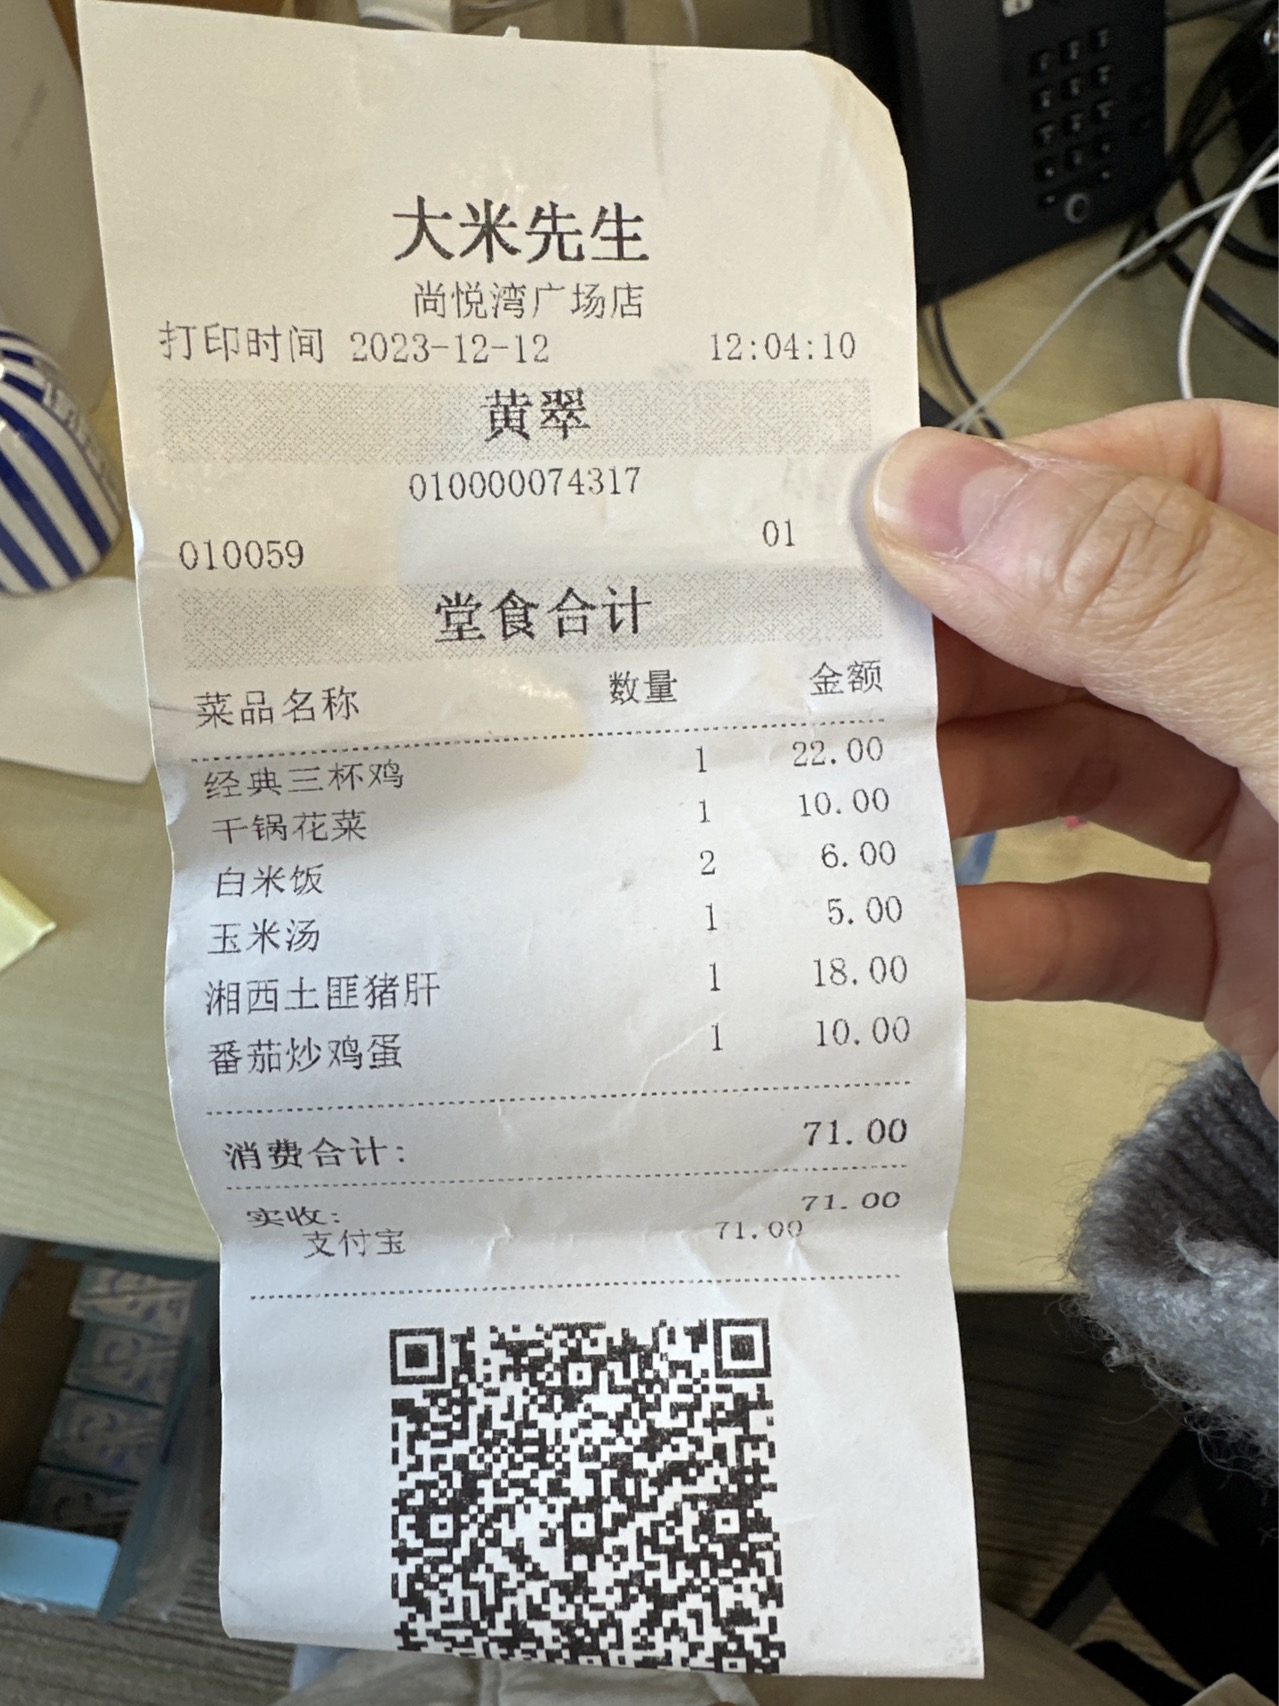 大米先生
尚悦湾广场店
打印时间 2023-12-12 12:04:10
黄翠
010000074317
010059 01
堂食合计
菜品名称 数量 金额
经典三杯鸡 1 22.00
干锅花菜 1 10.00
白米饭 2 6.00
玉米汤 1 5.00
湘西土匪猪肝 1 18.00
番茄炒鸡蛋 1 10.00
消费合计: 71.00
实收: 71.00
支付宝 71.00